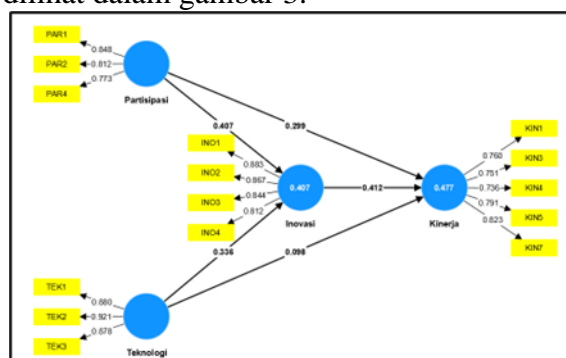 dilihat dalam gambar 3.
PAR1
0.848
PAR2
0.812
PAR4
0.773
Partisipasi
0.407
0.299
INO1
0.883
INO2
0.867
INO3
0.844
INO4
0.812
0.407
Inovasi
0.412
0.477
Kinerja
KIN1
0.760
KIN3
0.751
KIN4
0.736
KIN5
0.791
KIN7
0.823
0.336
0.098
TEK1
0.880
TEK2
0.921
TEK3
0.878
Teknologi